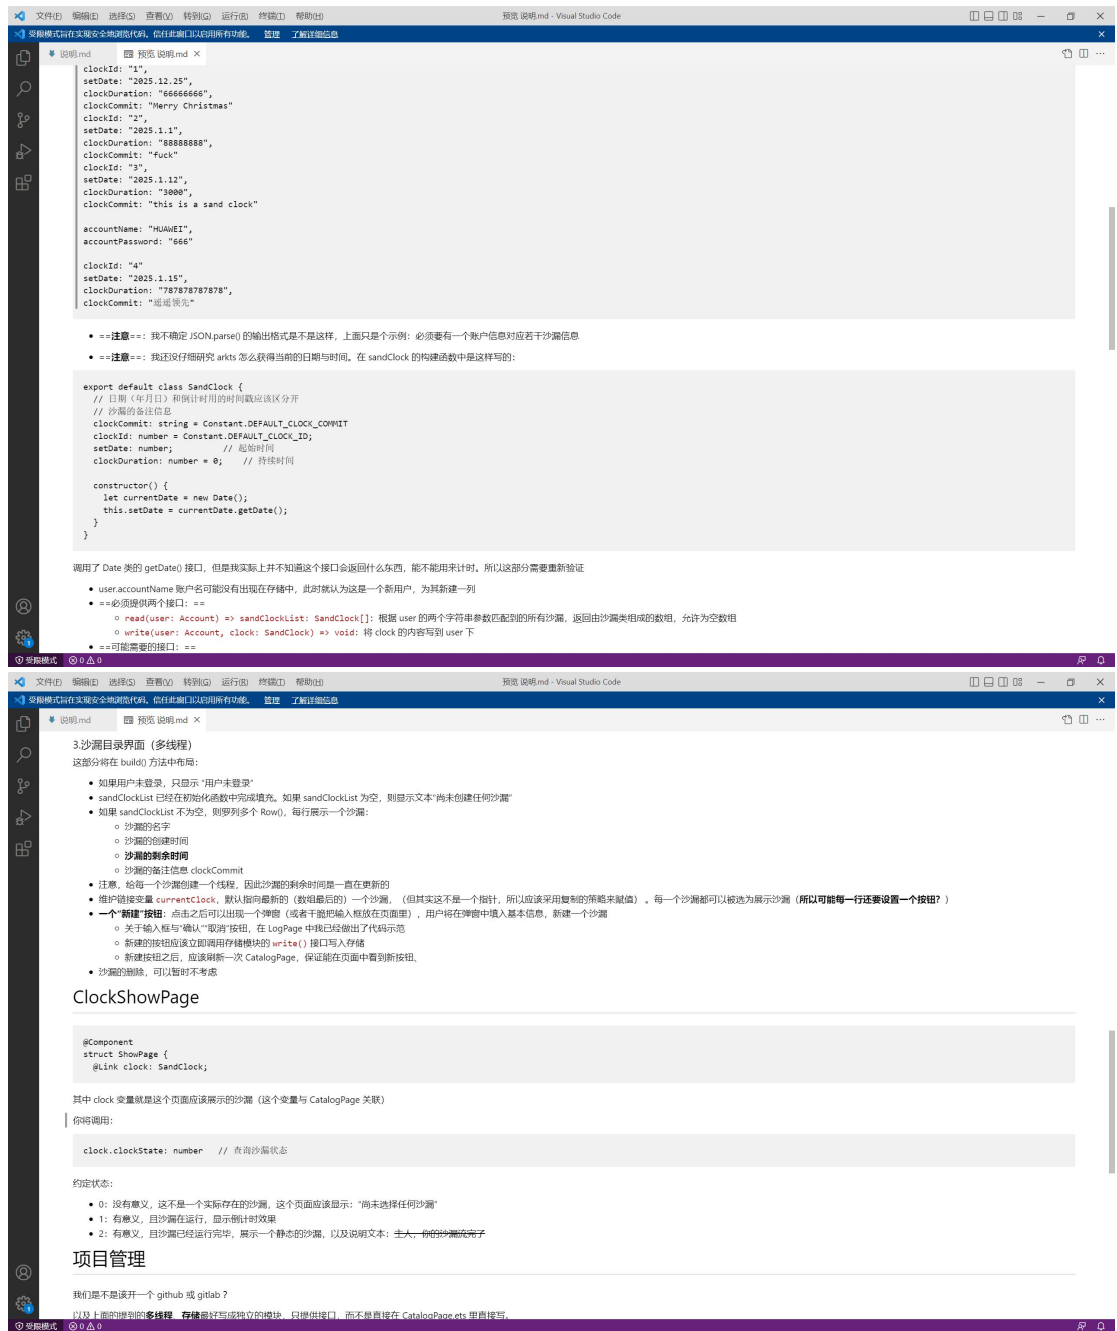 文件(F) 编辑(E) 选择(S) 查看(V) 转到(G) 运行(R) 终端(T) 帮助(H) 预览 说明.md - Visual Studio Code
受限模式旨在实现安全地浏览代码。信任此窗口以启用所有功能。 管理 了解详细信息
说明.md 预览 说明.md
clockId: "1",
setDate: "2025.12.25",
clockDuration: "66666666",
clockCommit: "Merry Christmas"
clockId: "2",
setDate: "2025.1.1",
clockDuration: "88888888",
clockCommit: "fuck"
clockId: "3",
setDate: "2025.1.12",
clockDuration: "3000",
clockCommit: "this is a sand clock"
accountName: "HUAWEI",
accountPassword: "666"
clockId: "4"
setDate: "2025.1.15",
clockDuration: "787878787878",
clockCommit: "遥遥领先"
==注意==：我不确定 JSON.parse() 的输出格式是不是这样，上面只是个示例：必须要有一个账户信息对应若干沙漏信息
==注意==：我还没仔细研究 arkts 怎么获得当前的日期与时间。在 sandClock 的构建函数中是这样写的：
export default class SandClock {
// 日期（年月日）和倒计时用的时间戳应该区分开
// 沙漏的备注信息
clockCommit: string = Constant.DEFAULT_CLOCK_COMMIT
clockId: number = Constant.DEFAULT_CLOCK_ID;
setDate: number; // 起始时间
clockDuration: number = 0; // 持续时间
constructor() {
let currentDate = new Date();
this.setDate = currentDate.getDate();
}
}
调用了 Date 类的 getDate() 接口，但是我实际上并不知道这个接口会返回什么东西，能不能用来计时。所以这部分需要重新验证
user.accountName 账户名可能没有出现在存储中，此时就认为这是一个新用户，为其新建一列
==必须提供两个接口：==
read(user: Account) => sandClockList: SandClock[]：根据 user 的两个字符串参数匹配到的所有沙漏，返回由沙漏类组成的数组，允许为空数组
write(user: Account, clock: SandClock) => void：将 clock 的内容写到 user 下
==可能需要的接口：==
受限模式 0 0
文件(F) 编辑(E) 选择(S) 查看(V) 转到(G) 运行(R) 终端(T) 帮助(H) 预览 说明.md - Visual Studio Code
受限模式旨在实现安全地浏览代码。信任此窗口以启用所有功能。 管理 了解详细信息
说明.md 预览 说明.md
3.沙漏目录界面（多线程）
这部分将在 build() 方法中布局：
如果用户未登录，只显示 "用户未登录"
sandClockList 已经在初始化函数中完成填充。如果 sandClockList 为空，则显示文本"尚未创建任何沙漏"
如果 sandClockList 不为空，则罗列多个 Row()，每行展示一个沙漏：
沙漏的名字
沙漏的创建时间
沙漏的剩余时间
沙漏的备注信息 clockCommit
注意，给每一个沙漏创建一个线程，因此沙漏的剩余时间是一直在更新的
维护链接变量 currentClock，默认指向最新的（数组最后的）一个沙漏，（但其实这不是一个指针，所以应该采用复制的策略来赋值）。每一个沙漏都可以被选为展示沙漏（所以可能每一行还要设置一个按钮？）
一个"新建"按钮：点击之后可以出现一个弹窗（或者干脆把输入框放在页面里），用户将在弹窗中填入基本信息，新建一个沙漏
关于输入框与"确认""取消"按钮，在 LogPage 中我已经做出了代码示范
新建的按钮应该立即调用存储模块的 write() 接口写入存储
新建按钮之后，应该刷新一次 CatalogPage，保证能在页面中看到新按钮、
沙漏的删除，可以暂时不考虑
ClockShowPage
@Component
struct ShowPage {
@Link clock: SandClock;
其中 clock 变量就是这个页面应该展示的沙漏（这个变量与 CatalogPage 关联）
你将调用：
clock.clockState: number // 查询沙漏状态
约定状态：
0：没有意义，这不是一个实际存在的沙漏，这个页面应该显示："尚未选择任何沙漏"
1：有意义，且沙漏在运行，显示倒计时效果
2：有意义，且沙漏已经运行完毕，展示一个静态的沙漏，以及说明文本：主人，你的沙漏流完了
项目管理
我们是不是该开一个 github 或 gitlab ?
以及上面的提到的多线程、存储最好写成独立的模块，只提供接口，而不是直接在 CatalogPage.ets 里直接写。
受限模式 0 0